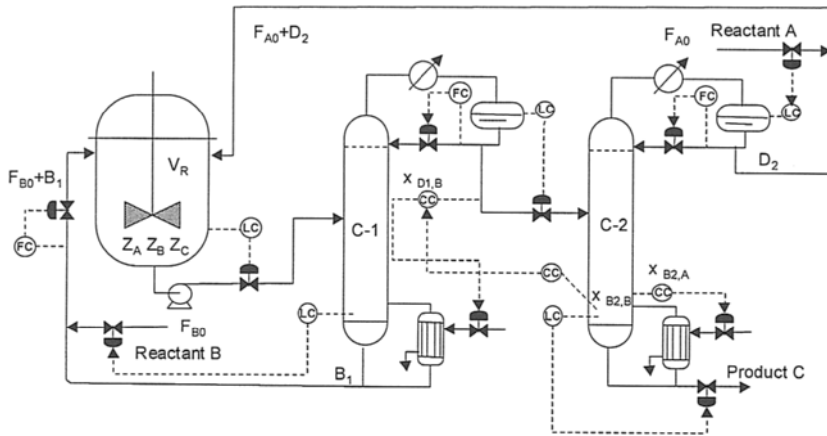 F_A0+D_2
F_A0
Reactant A
FC
LC
FC
LC
D_2
F_B0+B_1
V_R
x_D1,B
CC
Z_A Z_B Z_C
LC
C-1
C-2
FC
CC
x_B2,A
CC
x_B2,B
LC
LC
F_B0
Reactant B
B_1
Product C